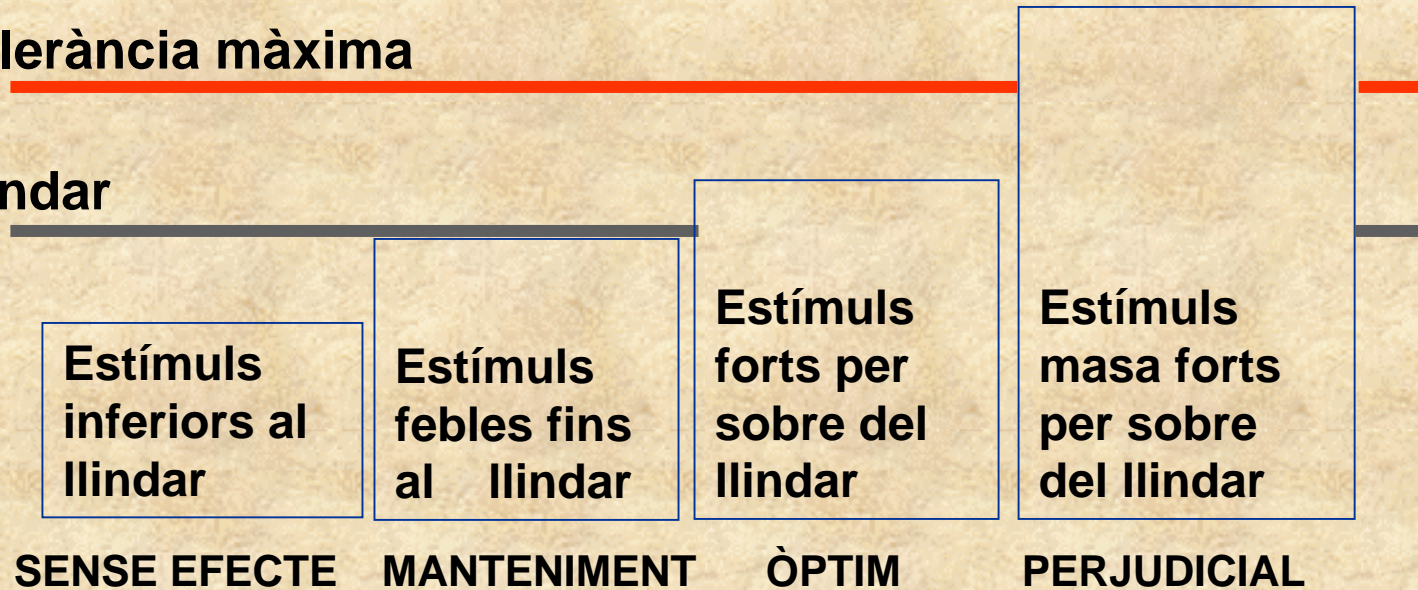 lerància màxima
ndar
Estímuls
inferiors al
llindar
Estímuls
febles fins
al llindar
Estímuls
forts per
sobre del
llindar
Estímuls
masa forts
per sobre
del llindar
SENSE EFECTE MANTENIMENT ÒPTIM PERJUDICIAL